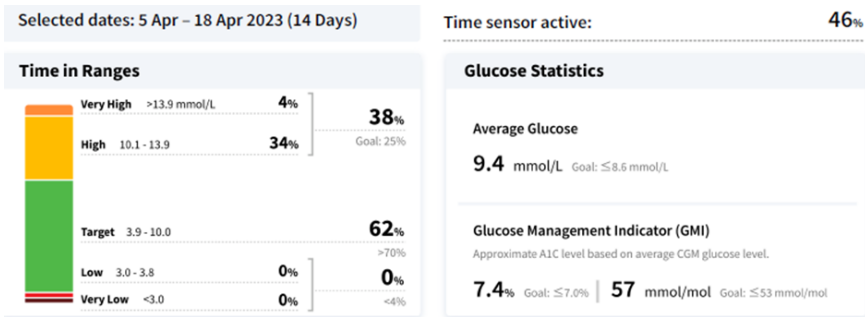 Selected dates: 5 Apr – 18 Apr 2023 (14 Days)
Time sensor active: 46%
Time in Ranges
Very High >13.9 mmol/L 4%
High 10.1 - 13.9 34%
38%
Goal: 25%
Target 3.9 - 10.0 62%
>70%
Low 3.0 - 3.8 0%
Very Low <3.0 0%
0%
<4%
Glucose Statistics
Average Glucose
9.4 mmol/L Goal: ≤8.6 mmol/L
Glucose Management Indicator (GMI)
Approximate A1C level based on average CGM glucose level.
7.4% Goal: ≤7.0% | 57 mmol/mol Goal: ≤53 mmol/mol